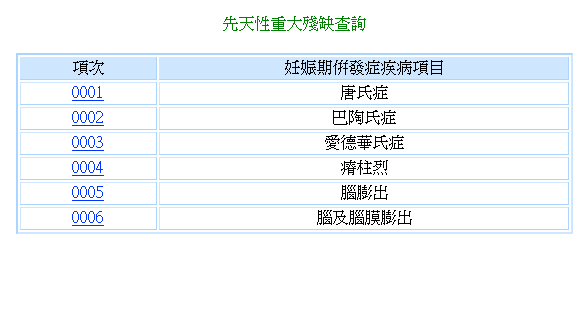 先天性重大殘缺查詢
項次 妊娠期併發症疾病項目
0001 唐氏症
0002 巴陶氏症
0003 愛德華氏症
0004 瘠柱烈
0005 腦膨出
0006 腦及腦膜膨出